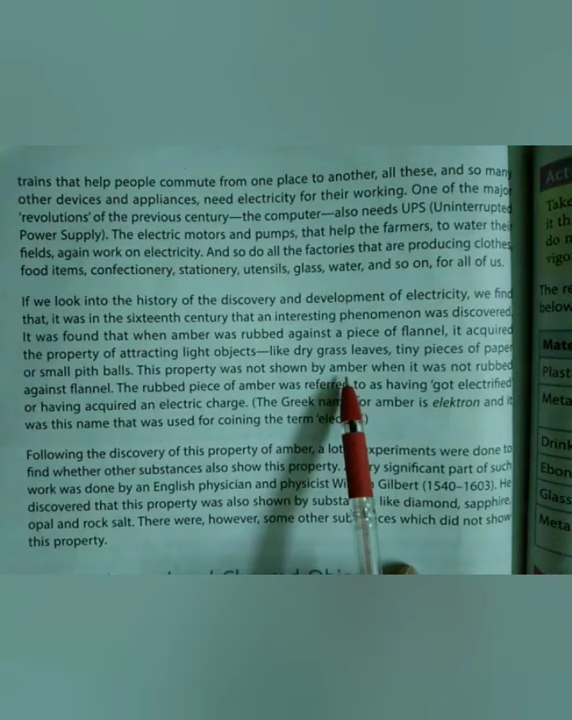 trains that help people commute from one place to another, all these, and so many
other devices and appliances, need electricity for their working. One of the major
'revolutions' of the previous century—the computer—also needs UPS (Uninterrupted
Power Supply). The electric motors and pumps, that help the farmers, to water their
fields, again work on electricity. And so do all the factories that are producing clothes,
food items, confectionery, stationery, utensils, glass, water, and so on, for all of us.
If we look into the history of the discovery and development of electricity, we find
that, it was in the sixteenth century that an interesting phenomenon was discovered.
It was found that when amber was rubbed against a piece of flannel, it acquired
the property of attracting light objects—like dry grass leaves, tiny pieces of paper
or small pith balls. This property was not shown by amber when it was not rubbed
against flannel. The rubbed piece of amber was referred to as having 'got electrified'
or having acquired an electric charge. (The Greek or amber is elektron and it
was this name that was used for coining the term
Following the discovery of this property of amber, a experiments were done to
find whether other substances also show this property. significant part of such
work was done by an English physician and physicist Gilbert (1540–1603). He
discovered that this property was also shown by like diamond, sapphire,
opal and rock salt. There were, however, some other which did not show
this property.
Act
Take
it th
do n
vigo
The re
below
Mate
Plast
Meta
Drink
Ebon
Glass
Meta